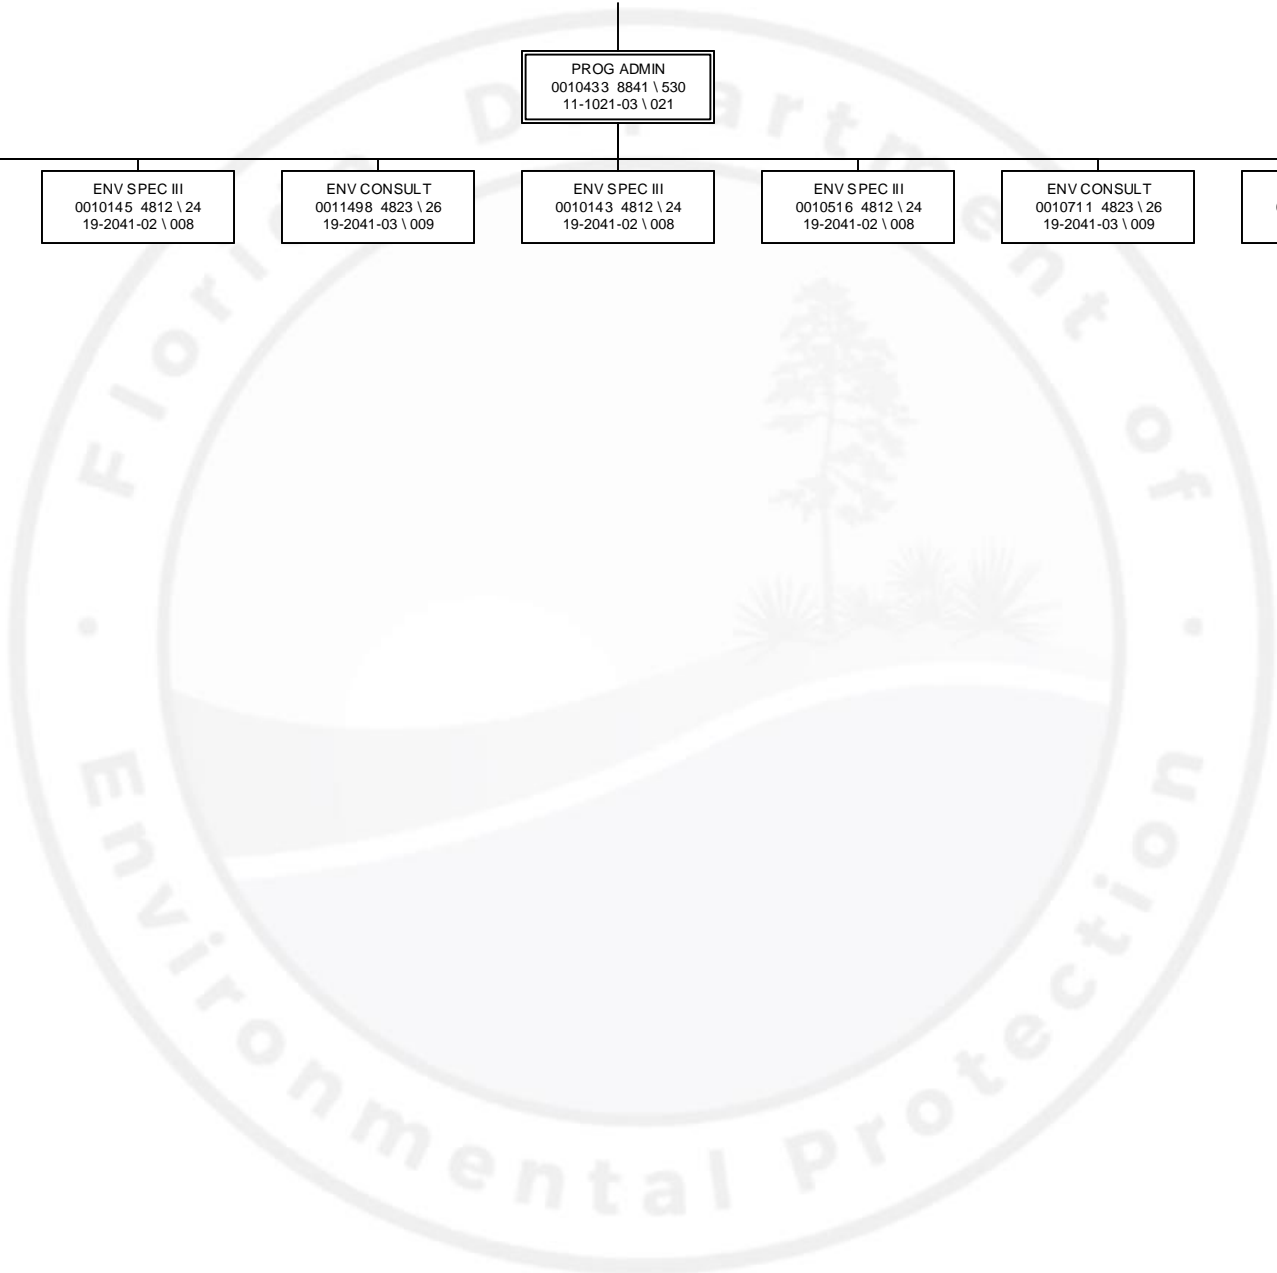 PROG ADMIN
0010433 8841 \ 530
11-1021-03 \ 021
ENV SPEC III
0010145 4812 \ 24
19-2041-02 \ 008
ENV CONSULT
0011498 4823 \ 26
19-2041-03 \ 009
ENV SPEC III
0010143 4812 \ 24
19-2041-02 \ 008
ENV SPEC III
0010516 4812 \ 24
19-2041-02 \ 008
ENV CONSULT
0010711 4823 \ 26
19-2041-03 \ 009
Florida Department of
Environmental Protection